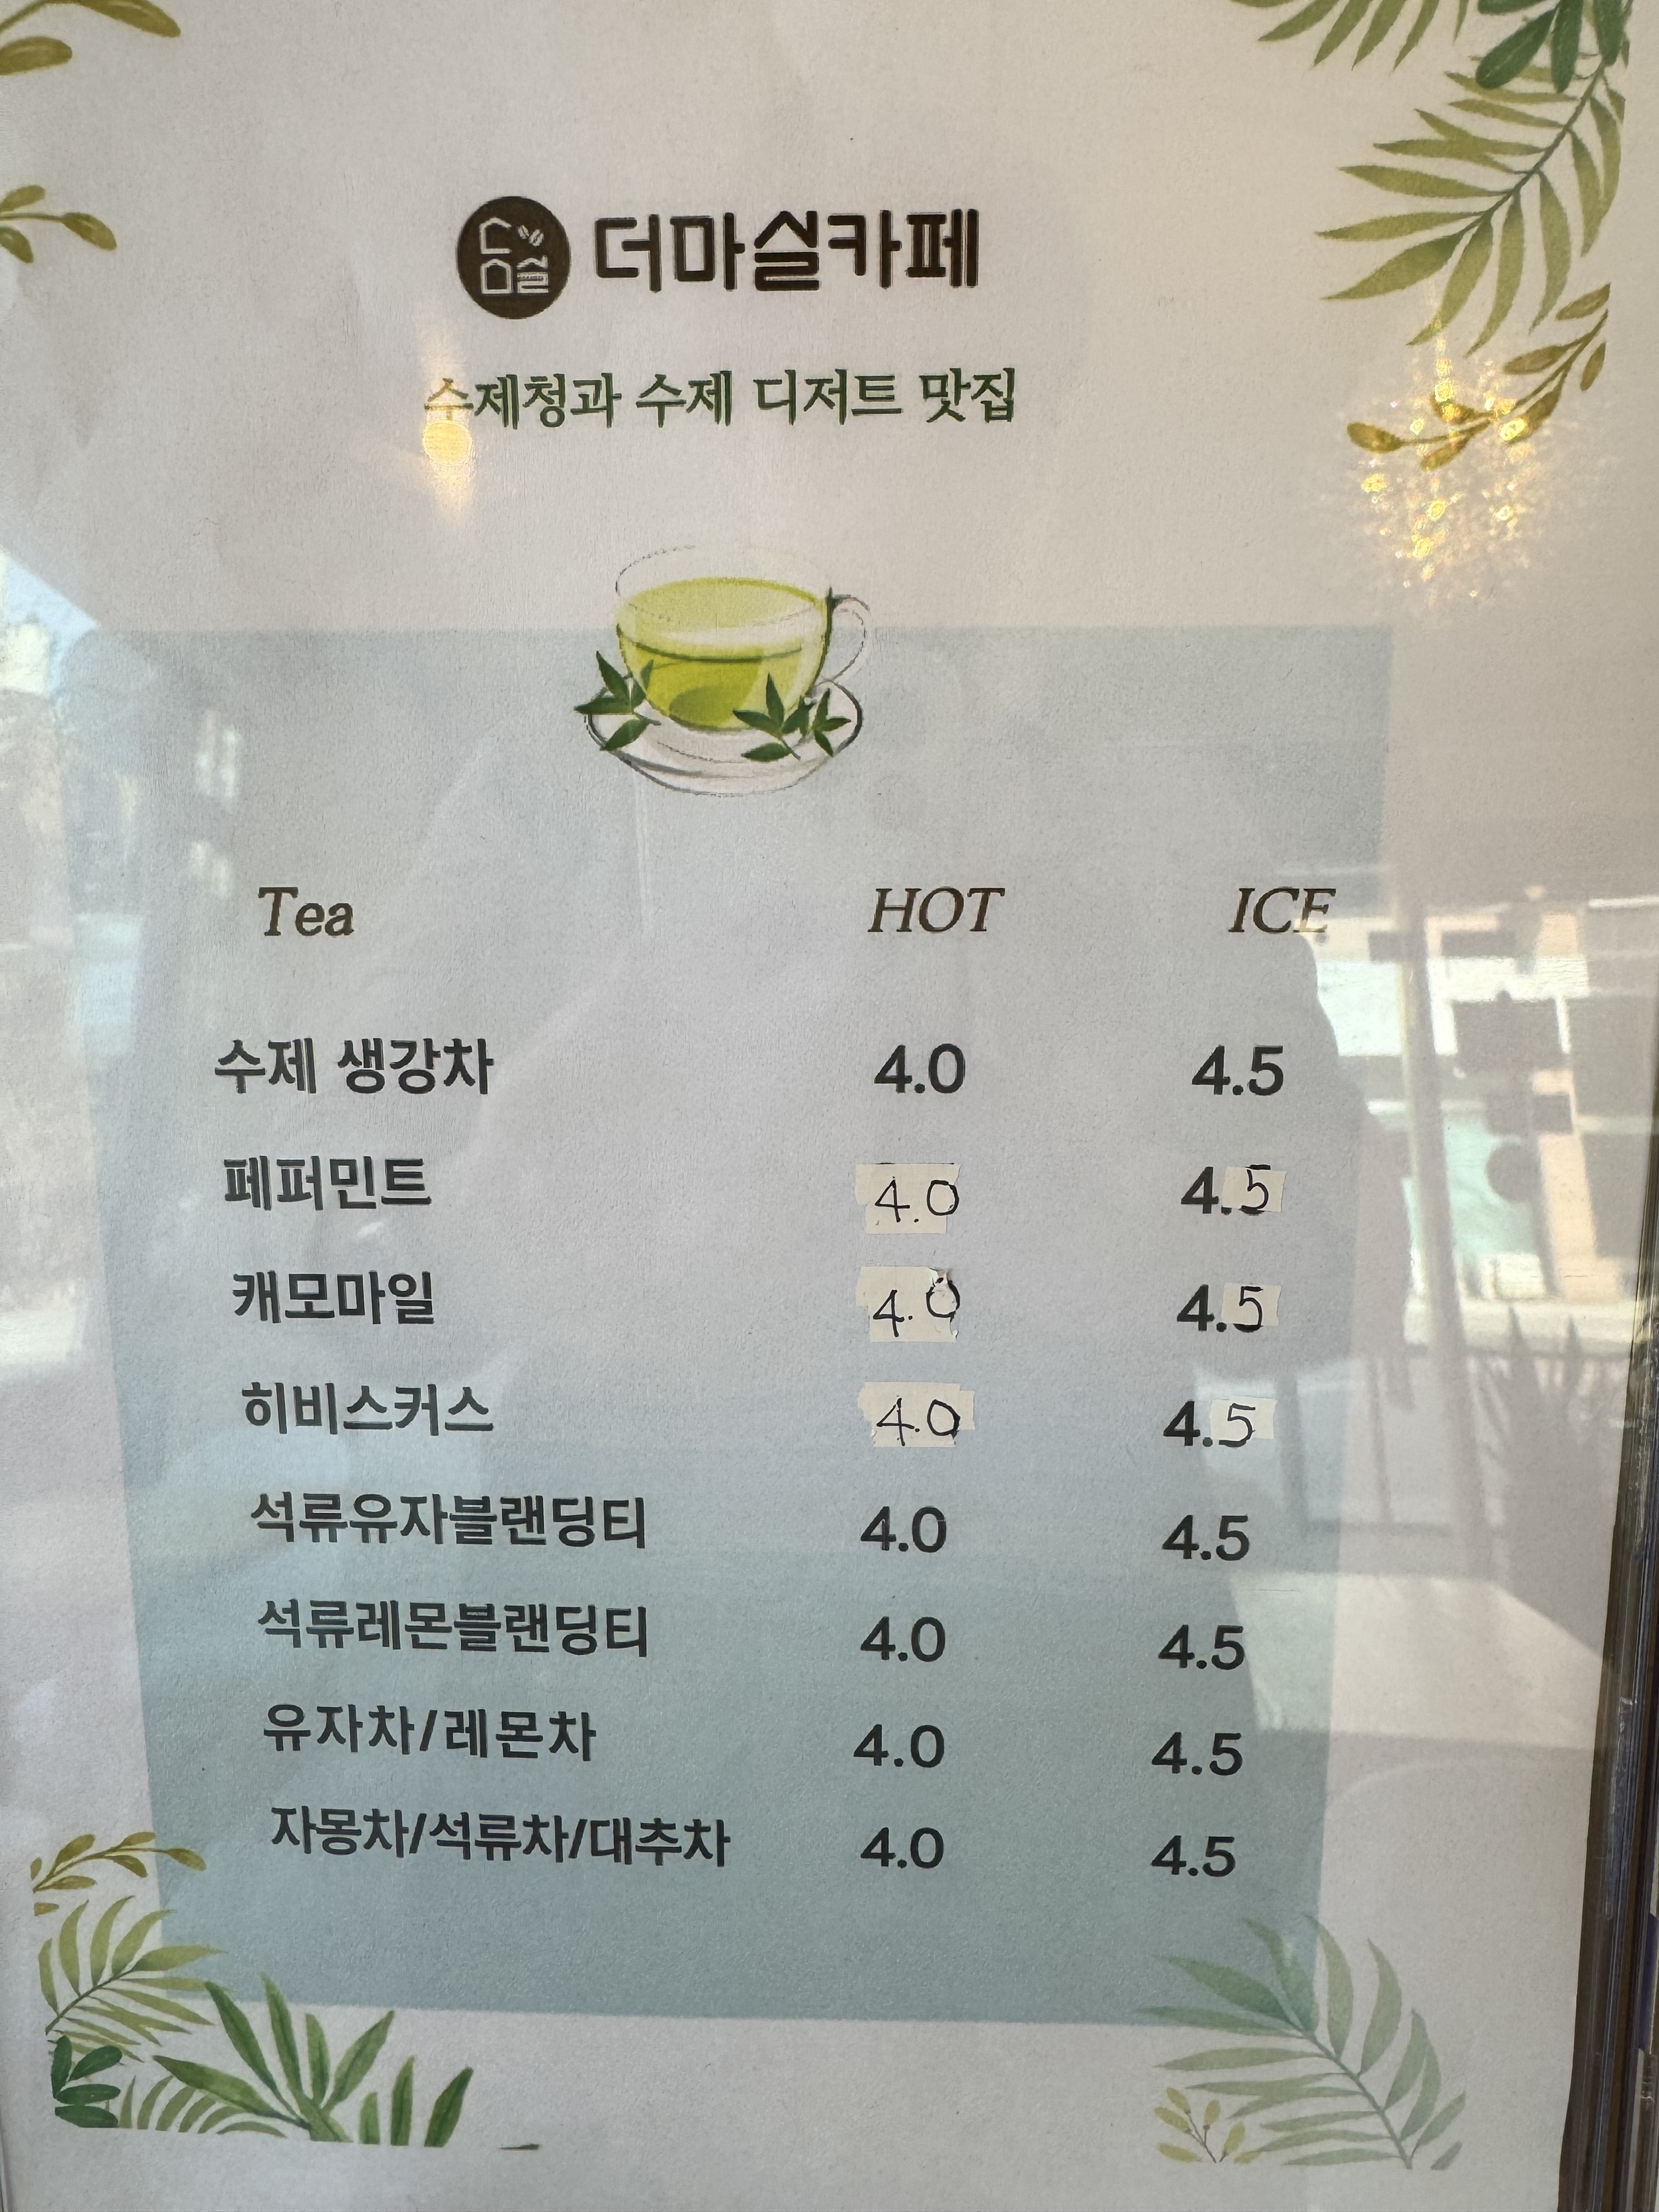 더마실카페
수제청과 수제 디저트 맛집
Tea HOT ICE
수제 생강차 4.0 4.5
페퍼민트 4.0 4.5
캐모마일 4.0 4.5
히비스커스 4.0 4.5
석류유자블랜딩티 4.0 4.5
석류레몬블랜딩티 4.0 4.5
유자차/레몬차 4.0 4.5
자몽차/석류차/대추차 4.0 4.5